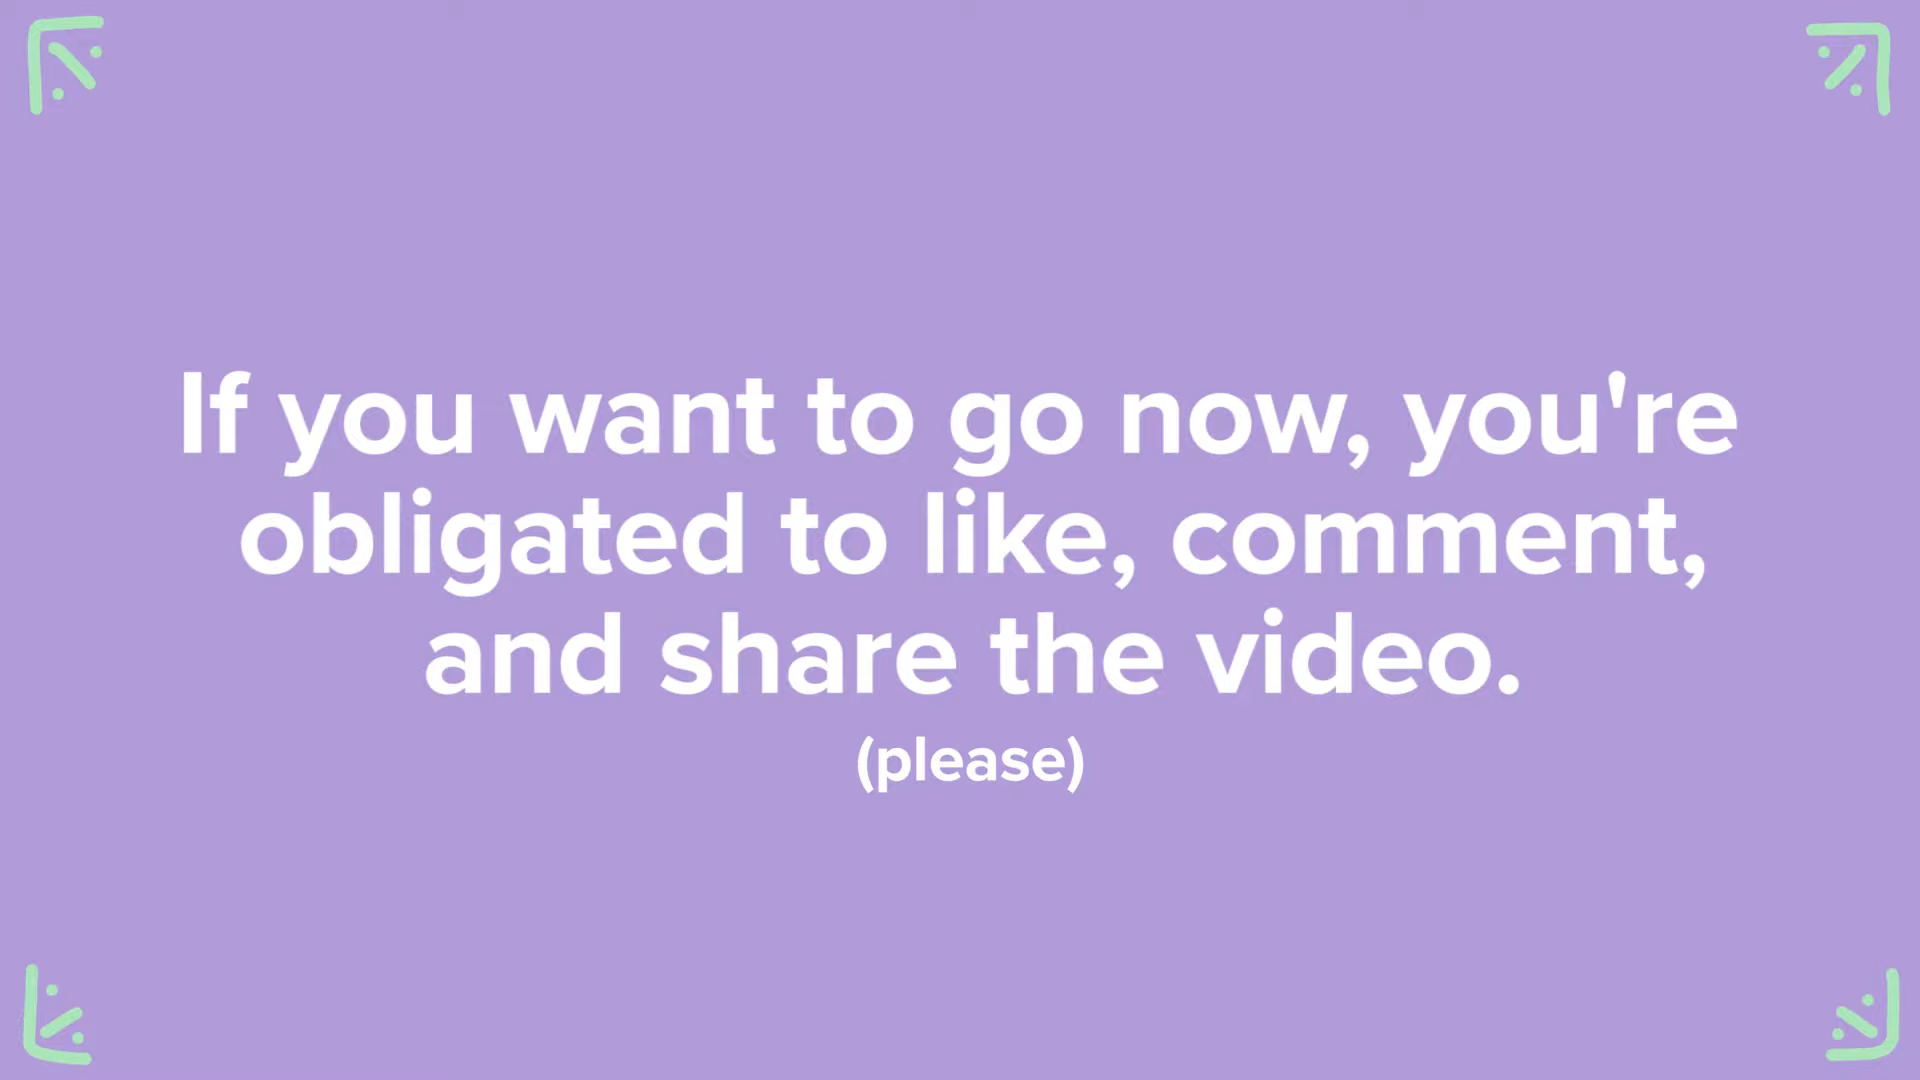 If you want to go now, you're
obligated to like, comment,
and share the video.
(please)